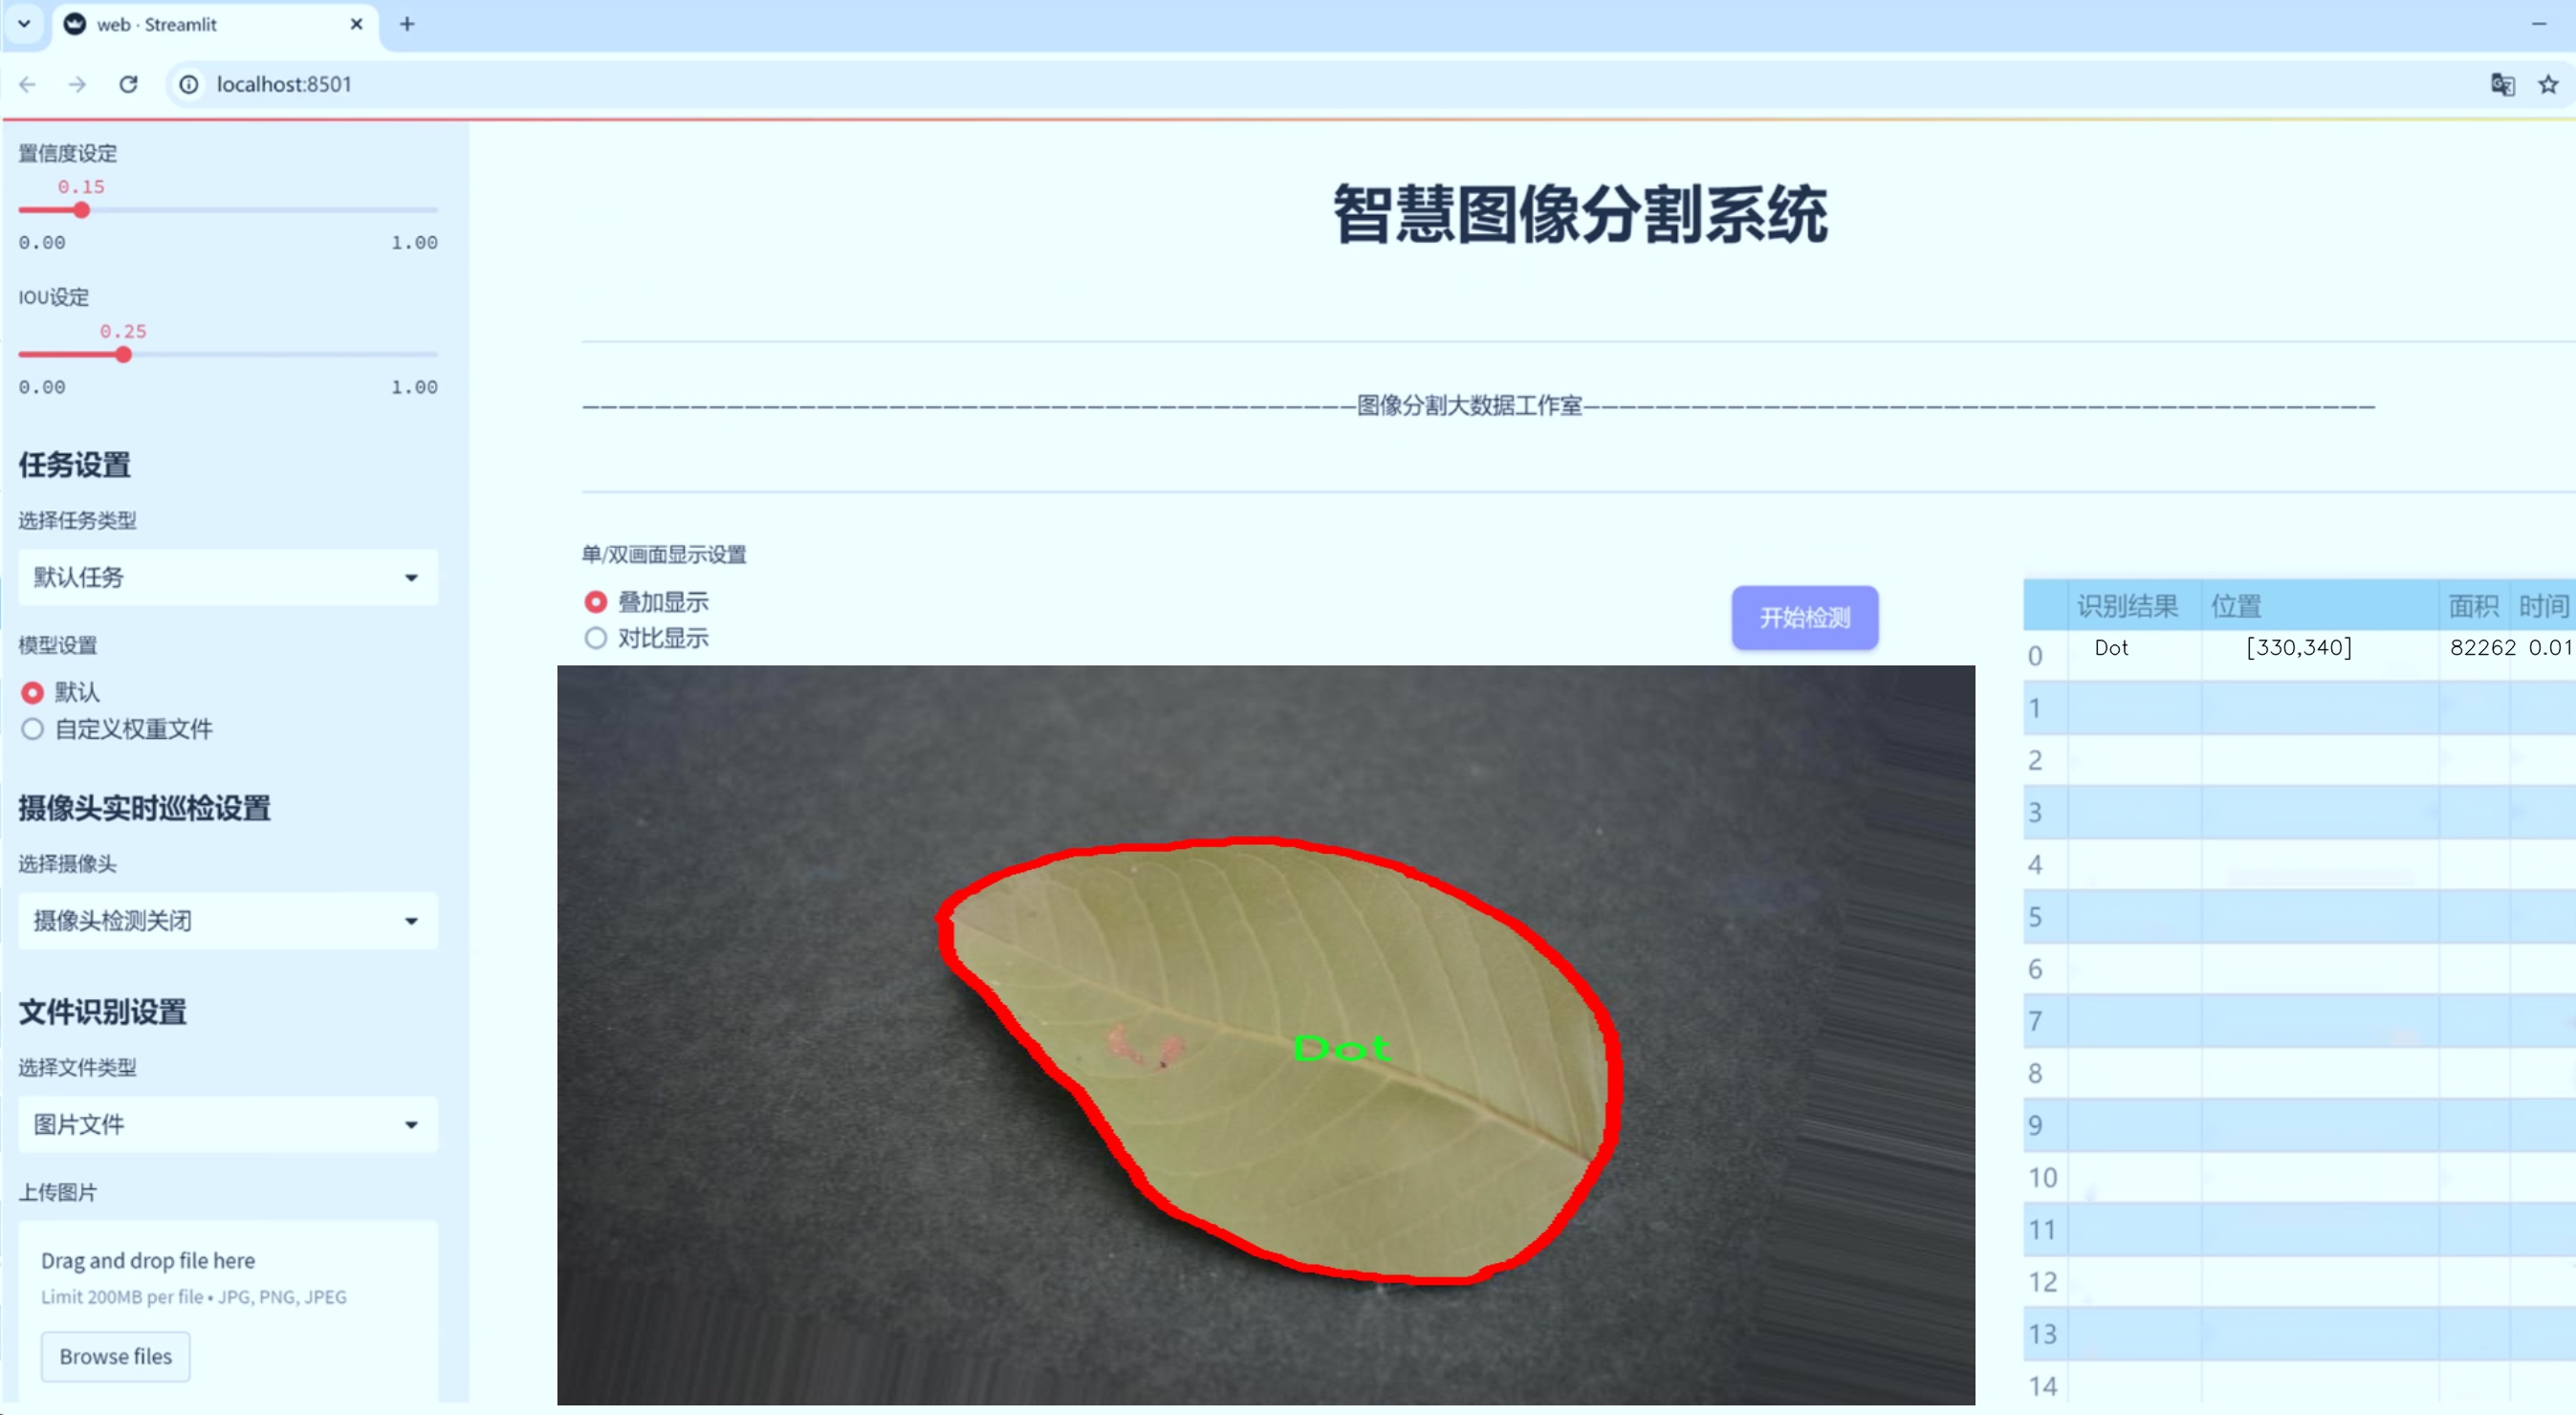 web · Streamlit
localhost:8501
置信度设定
0.15
0.00 1.00
IOU设定
0.25
0.00 1.00
任务设置
选择任务类型
默认任务
模型设置
默认
自定义权重文件
摄像头实时巡检设置
选择摄像头
摄像头检测关闭
文件识别设置
选择文件类型
图片文件
上传图片
Drag and drop file here
Limit 200MB per file • JPG, PNG, JPEG
Browse files
智慧图像分割系统
———————————————————————————————————————————图像分割大数据工作室————————————————————————————————————————————
单/双画面显示设置
叠加显示
对比显示
开始检测
Dot
识别结果 位置 面积 时间
0 Dot [330,340] 82262 0.01
1
2
3
4
5
6
7
8
9
10
11
12
13
14